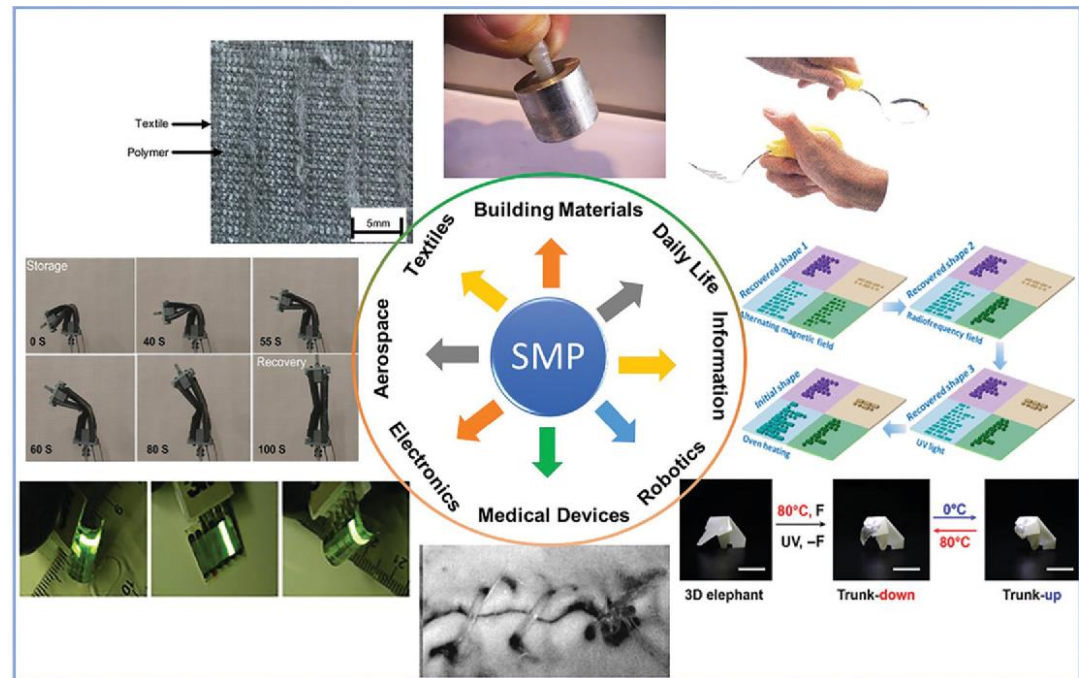 Textile
Polymer
5mm
Building Materials
Textiles
Daily Life
Aerospace
Information
SMP
Electronics
Robotics
Medical Devices
Storage
0 S
40 S
55 S
Recovery
60 S
80 S
100 S
Recovered shape 1
Recovered shape 2
Alternating magnetic field
Radiofrequency field
Initial shape
Recovered shape 3
Oven heating
UV light
80°C, F
UV, –F
0°C
80°C
3D elephant
Trunk-down
Trunk-up